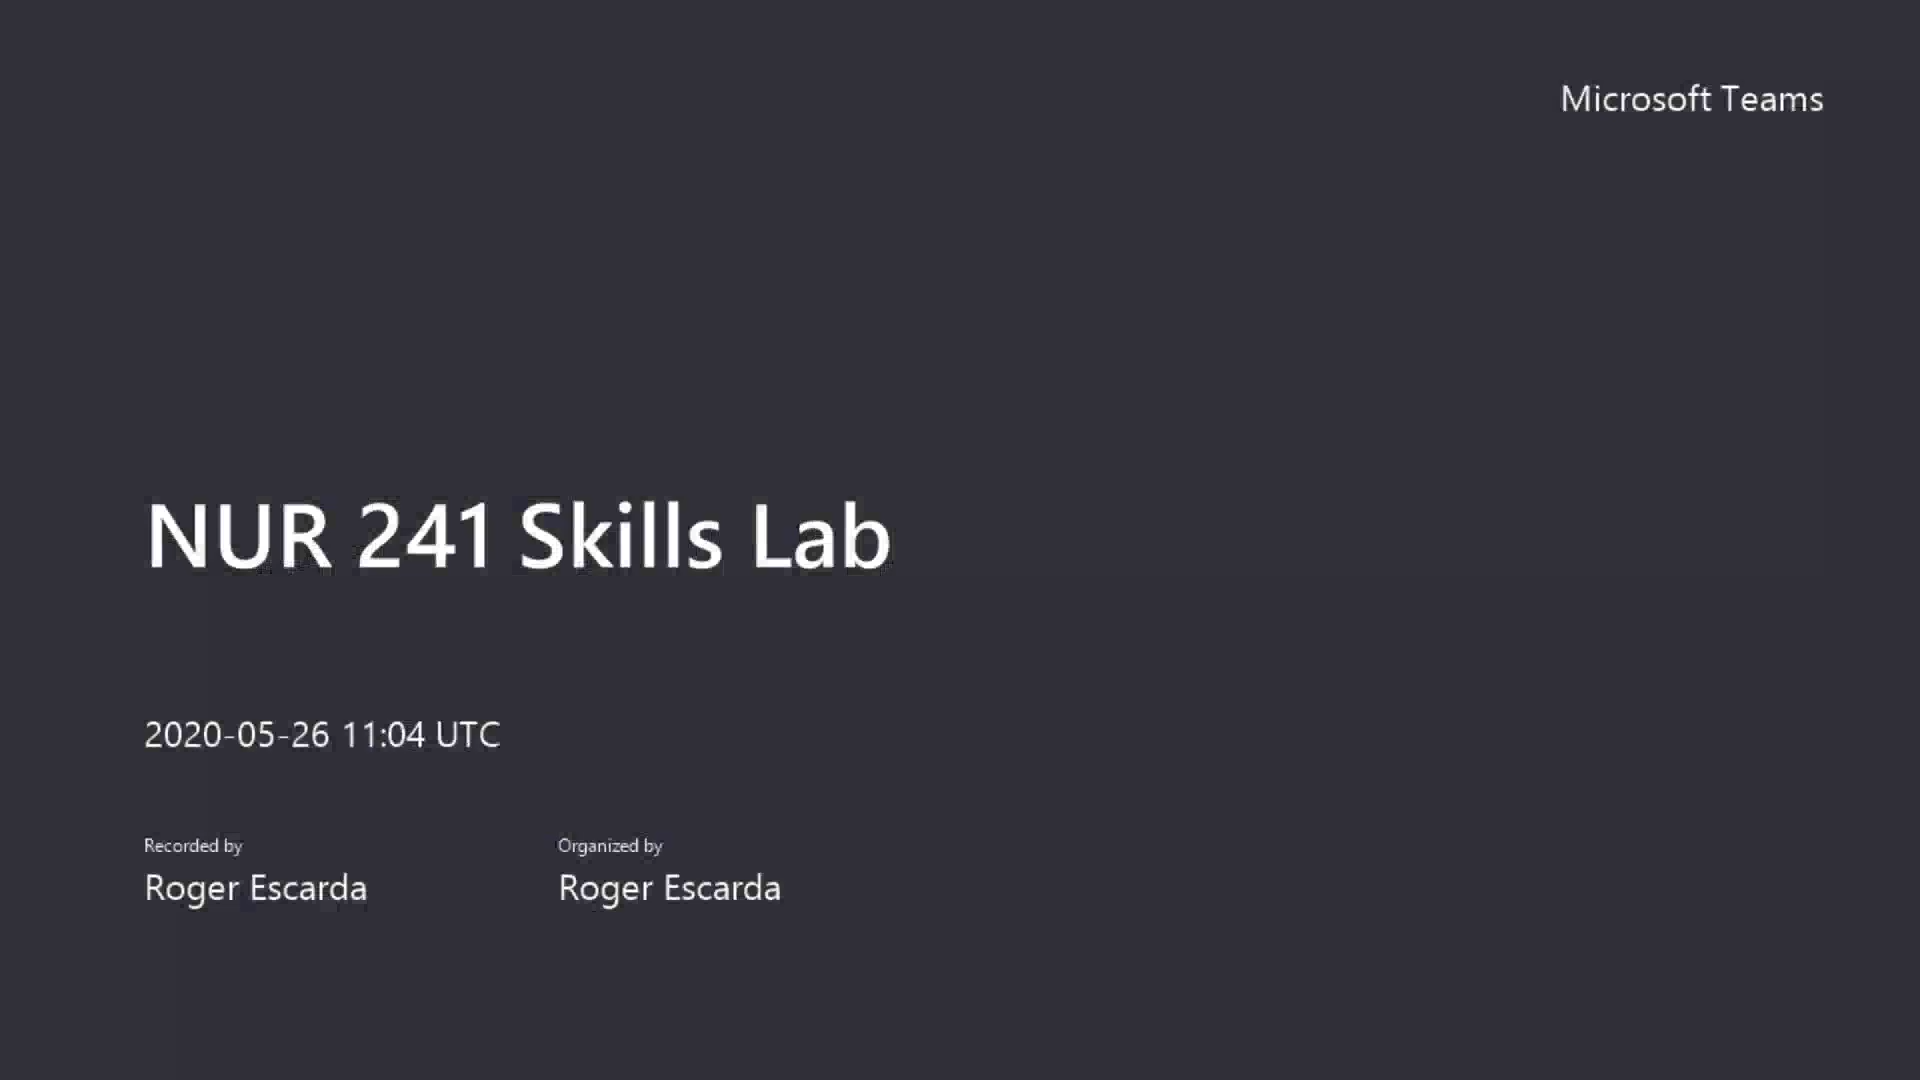 Microsoft Teams
NUR 241 Skills Lab
2020-05-26 11:04 UTC
Recorded by
Roger Escarda
Organized by
Roger Escarda